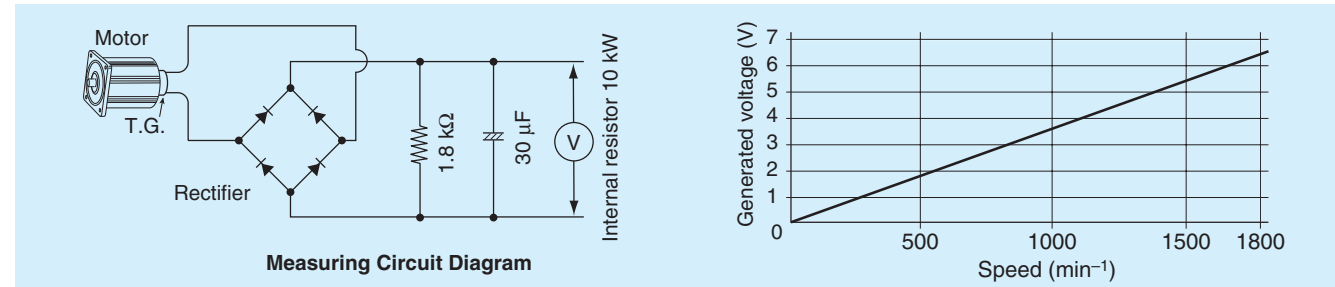 Motor
T.G.
Rectifier
1.8 kΩ
30 µF
V
Internal resistor 10 kW
Measuring Circuit Diagram
Generated voltage (V)
7
6
5
4
3
2
1
0
500
1000
1500
1800
Speed (min–1)